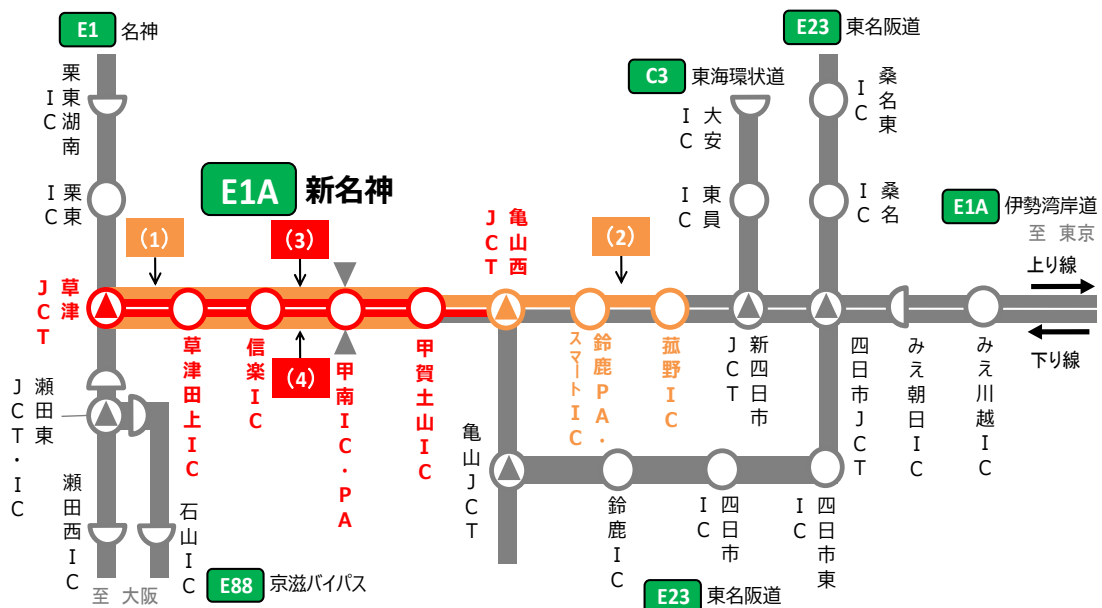 E1 名神
E23 東名阪道
C3 東海環状道
栗東湖南IC
大安IC
桑名東IC
E1A 新名神
栗東IC
東員IC
桑名IC
E1A 伊勢湾岸道
至 東京
(1)
(3)
亀山西JCT
(2)
上り線
草津JCT
下り線
草津田上IC
信楽IC
(4)
甲南IC・PA
甲賀土山IC
鈴鹿PA・スマートIC
菰野IC
新四日市JCT
四日市JCT
みえ朝日IC
みえ川越IC
瀬田東JCT・IC
亀山JCT
瀬田西IC
石山IC
鈴鹿IC
四日市IC
四日市東IC
至 大阪
E88 京滋バイパス
E23 東名阪道